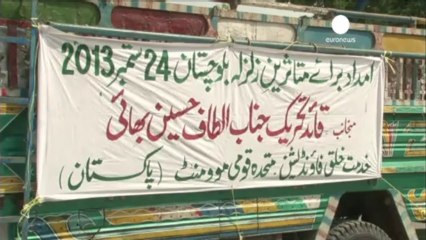 euronews
امداد برائے متاثرین زلزلہ بلوچستان 24 ستمبر 2013
منجانب قائد تحریک جناب الطاف حسین بھائی
خدمت خلق فاؤنڈیشن متحدہ قومی موومنٹ (پاکستان)